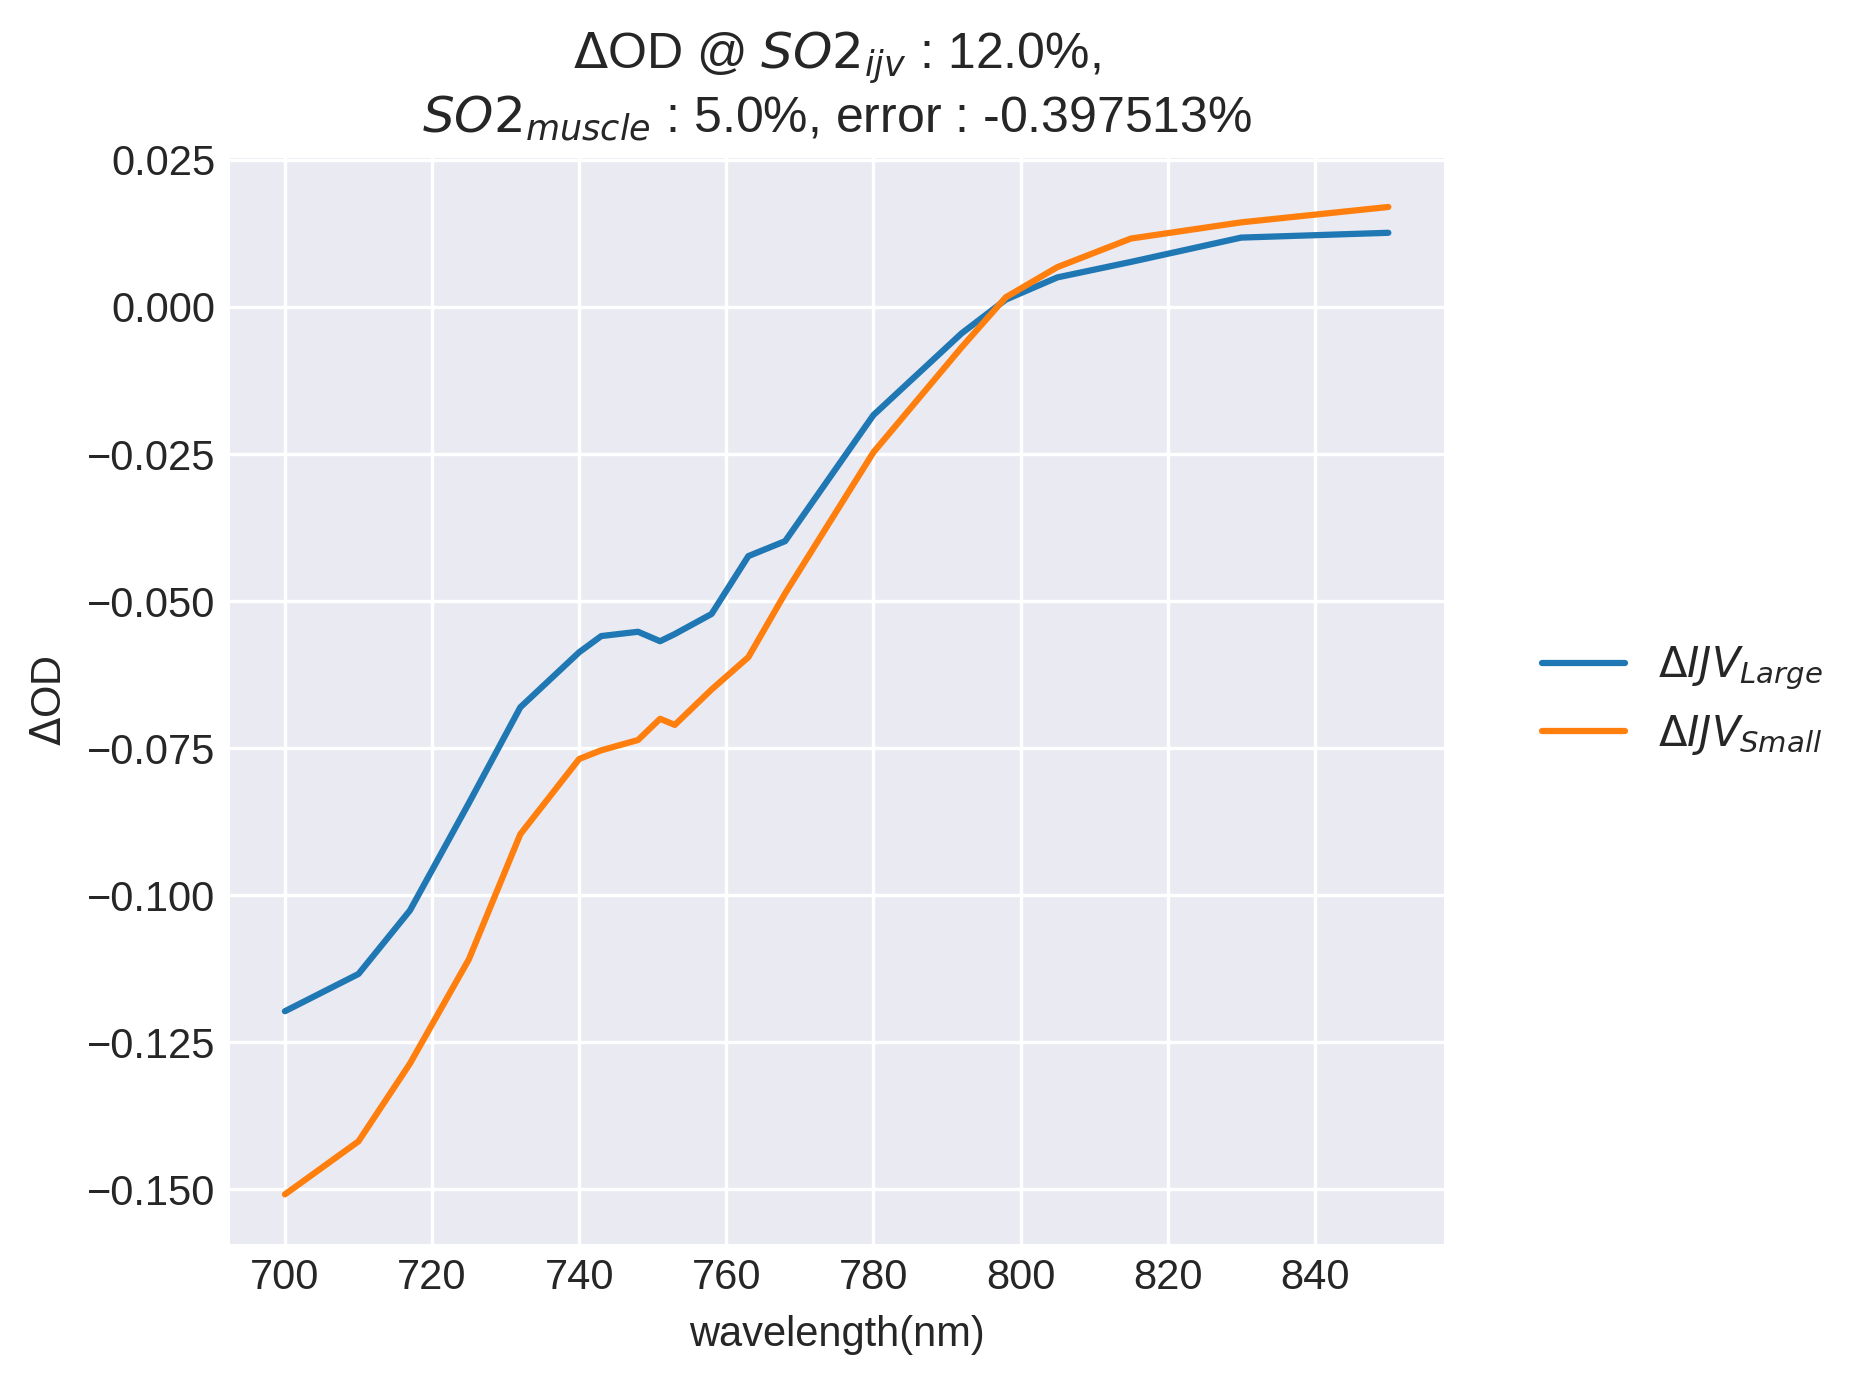 ΔOD @ SO2ijv : 12.0%,
SO2muscle : 5.0%, error : -0.397513%
0.025
0.000
−0.025
−0.050
−0.075
−0.100
−0.125
−0.150
ΔOD
700 720 740 760 780 800 820 840
wavelength(nm)
ΔIJVLarge
ΔIJVSmall